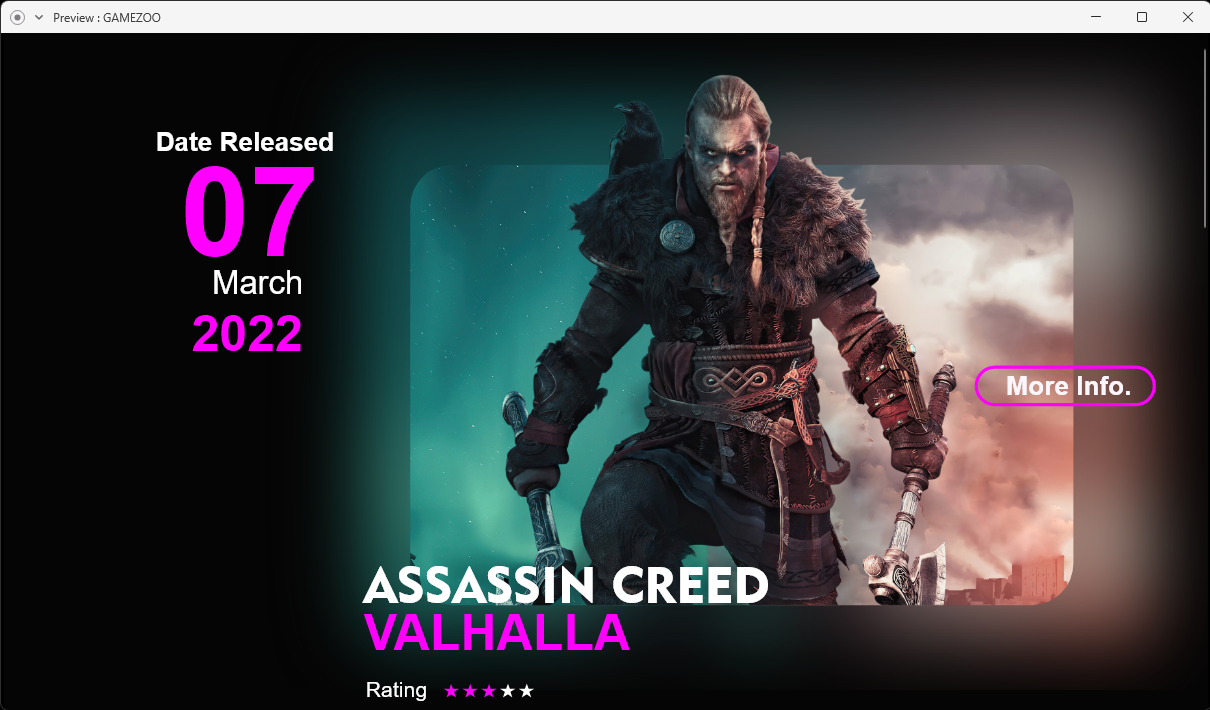 Preview : GAMEZOO
Date Released
07
March
2022
More Info.
ASSASSIN CREED
VALHALLA
Rating ★★★★★